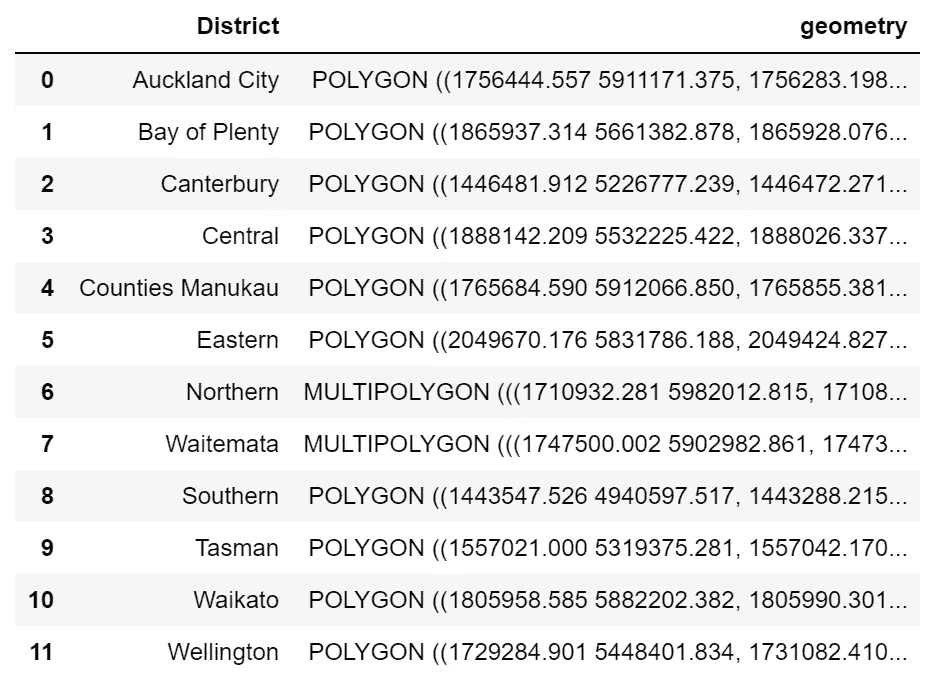 District geometry
0 Auckland City POLYGON ((1756444.557 5911171.375, 1756283.198...
1 Bay of Plenty POLYGON ((1865937.314 5661382.878, 1865928.076...
2 Canterbury POLYGON ((1446481.912 5226777.239, 1446472.271...
3 Central POLYGON ((1888142.209 5532225.422, 1888026.337...
4 Counties Manukau POLYGON ((1765684.590 5912066.850, 1765855.381...
5 Eastern POLYGON ((2049670.176 5831786.188, 2049424.827...
6 Northern MULTIPOLYGON (((1710932.281 5982012.815, 17108...
7 Waitemata MULTIPOLYGON (((1747500.002 5902982.861, 17473...
8 Southern POLYGON ((1443547.526 4940597.517, 1443288.215...
9 Tasman POLYGON ((1557021.000 5319375.281, 1557042.170...
10 Waikato POLYGON ((1805958.585 5882202.382, 1805990.301...
11 Wellington POLYGON ((1729284.901 5448401.834, 1731082.410...